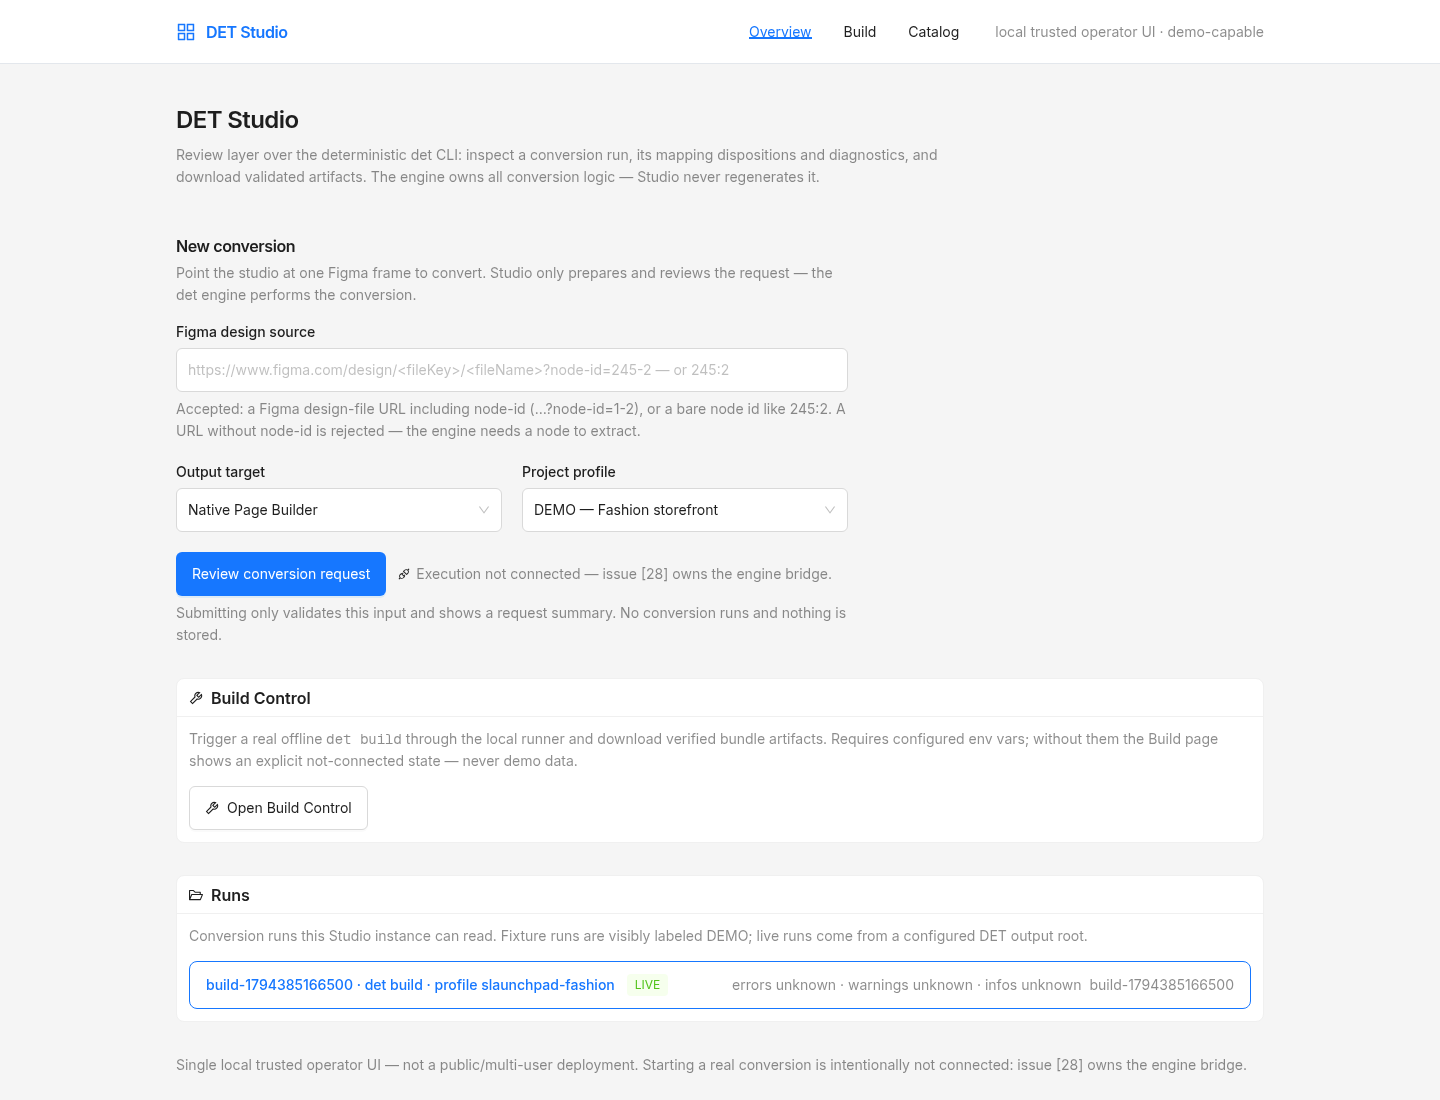 DET Studio
Overview
Build
Catalog
local trusted operator UI · demo-capable
DET Studio
Review layer over the deterministic det CLI: inspect a conversion run, its mapping dispositions and diagnostics, and
download validated artifacts. The engine owns all conversion logic — Studio never regenerates it.
New conversion
Point the studio at one Figma frame to convert. Studio only prepares and reviews the request — the
det engine performs the conversion.
Figma design source
https://www.figma.com/design/<fileKey>/<fileName>?node-id=245-2 — or 245:2
Accepted: a Figma design-file URL including node-id (...?node-id=1-2), or a bare node id like 245:2. A
URL without node-id is rejected — the engine needs a node to extract.
Output target
Project profile
Native Page Builder
DEMO — Fashion storefront
Review conversion request
Execution not connected — issue [28] owns the engine bridge.
Submitting only validates this input and shows a request summary. No conversion runs and nothing is
stored.
Build Control
Trigger a real offline det build through the local runner and download verified bundle artifacts. Requires configured env vars; without them the Build page
shows an explicit not-connected state — never demo data.
Open Build Control
Runs
Conversion runs this Studio instance can read. Fixture runs are visibly labeled DEMO; live runs come from a configured DET output root.
build-1794385166500 · det build · profile slaunchpad-fashion LIVE errors unknown · warnings unknown · infos unknown build-1794385166500
Single local trusted operator UI — not a public/multi-user deployment. Starting a real conversion is intentionally not connected: issue [28] owns the engine bridge.